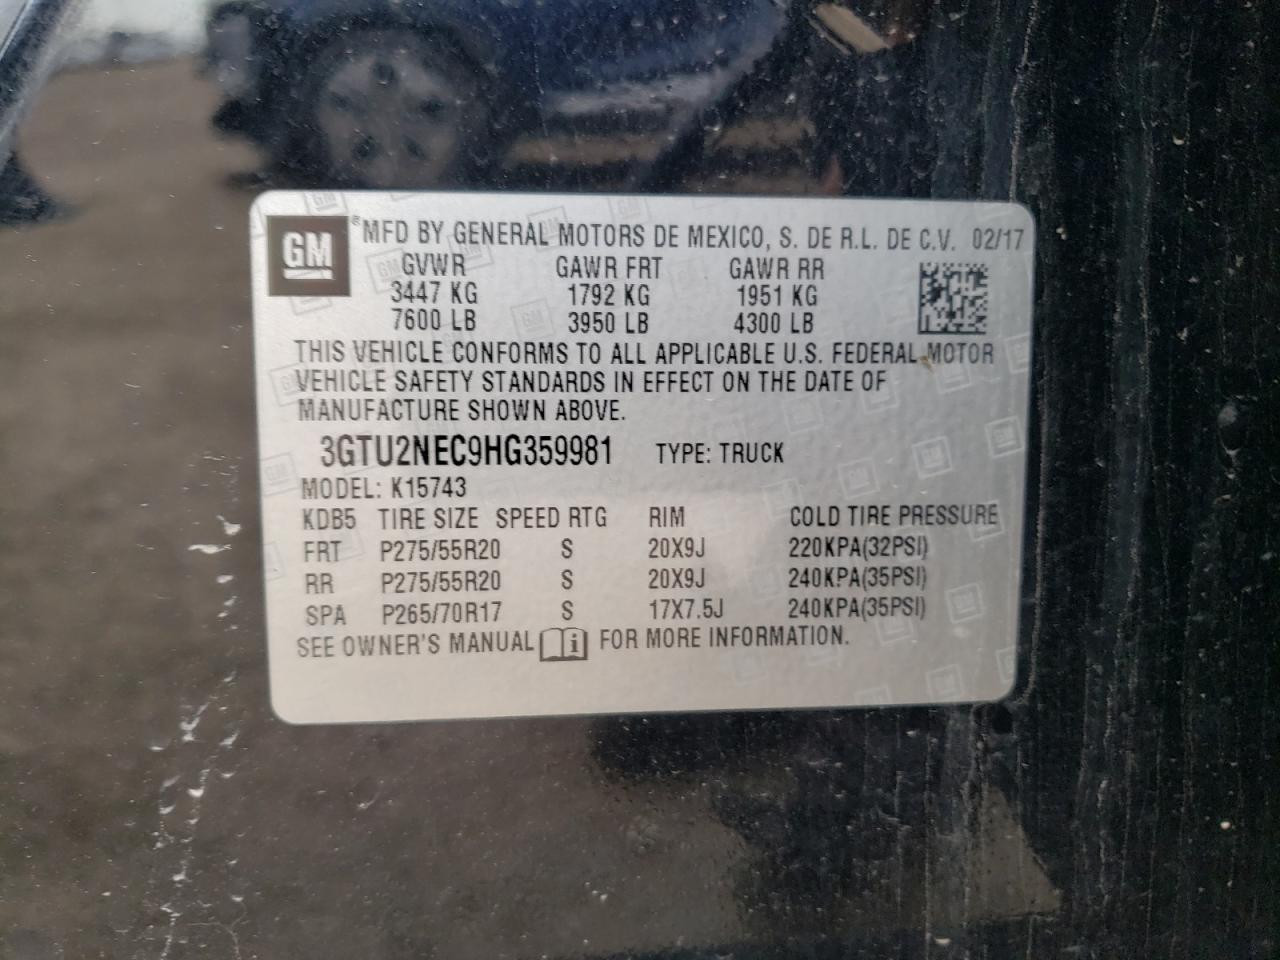 GM ® MFD BY GENERAL MOTORS DE MEXICO, S. DE R.L. DE C.V. 02/17
GVWR GAWR FRT GAWR RR
3447 KG 1792 KG 1951 KG
7600 LB 3950 LB 4300 LB
THIS VEHICLE CONFORMS TO ALL APPLICABLE U.S. FEDERAL MOTOR
VEHICLE SAFETY STANDARDS IN EFFECT ON THE DATE OF
MANUFACTURE SHOWN ABOVE.
3GTU2NEC9HG359981 TYPE: TRUCK
MODEL: K15743
KDB5 TIRE SIZE SPEED RTG RIM COLD TIRE PRESSURE
FRT P275/55R20 S 20X9J 220KPA(32PSI)
RR P275/55R20 S 20X9J 240KPA(35PSI)
SPA P265/70R17 S 17X7.5J 240KPA(35PSI)
SEE OWNER'S MANUAL i FOR MORE INFORMATION.